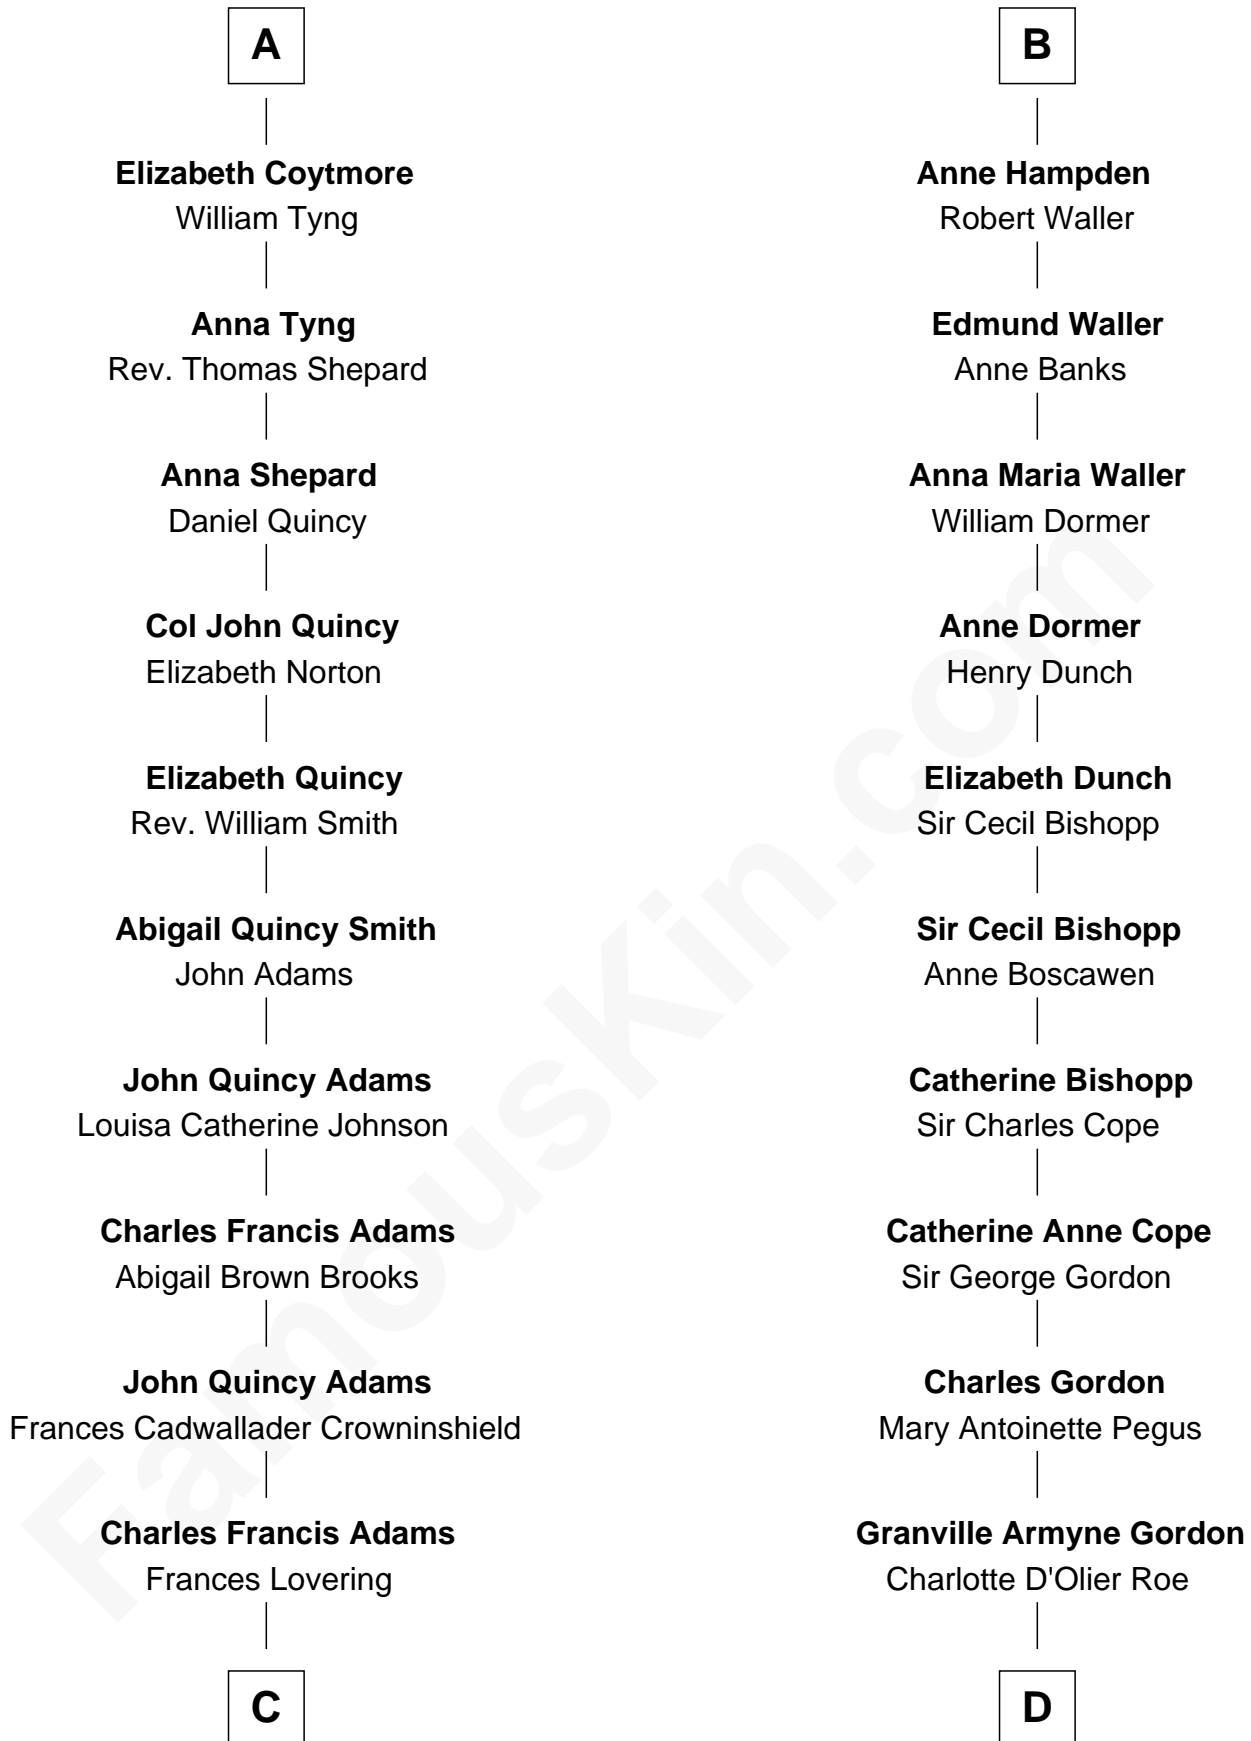 A
Elizabeth Coytmore
William Tyng
Anna Tyng
Rev. Thomas Shepard
Anna Shepard
Daniel Quincy
Col John Quincy
Elizabeth Norton
Elizabeth Quincy
Rev. William Smith
Abigail Quincy Smith
John Adams
John Quincy Adams
Louisa Catherine Johnson
Charles Francis Adams
Abigail Brown Brooks
John Quincy Adams
Frances Cadwallader Crowninshield
Charles Francis Adams
Frances Lovering
C
B
Anne Hampden
Robert Waller
Edmund Waller
Anne Banks
Anna Maria Waller
William Dormer
Anne Dormer
Henry Dunch
Elizabeth Dunch
Sir Cecil Bishopp
Sir Cecil Bishopp
Anne Boscawen
Catherine Bishopp
Sir Charles Cope
Catherine Anne Cope
Sir George Gordon
Charles Gordon
Mary Antoinette Pegus
Granville Armyne Gordon
Charlotte D'Olier Roe
D
FamousKin.com